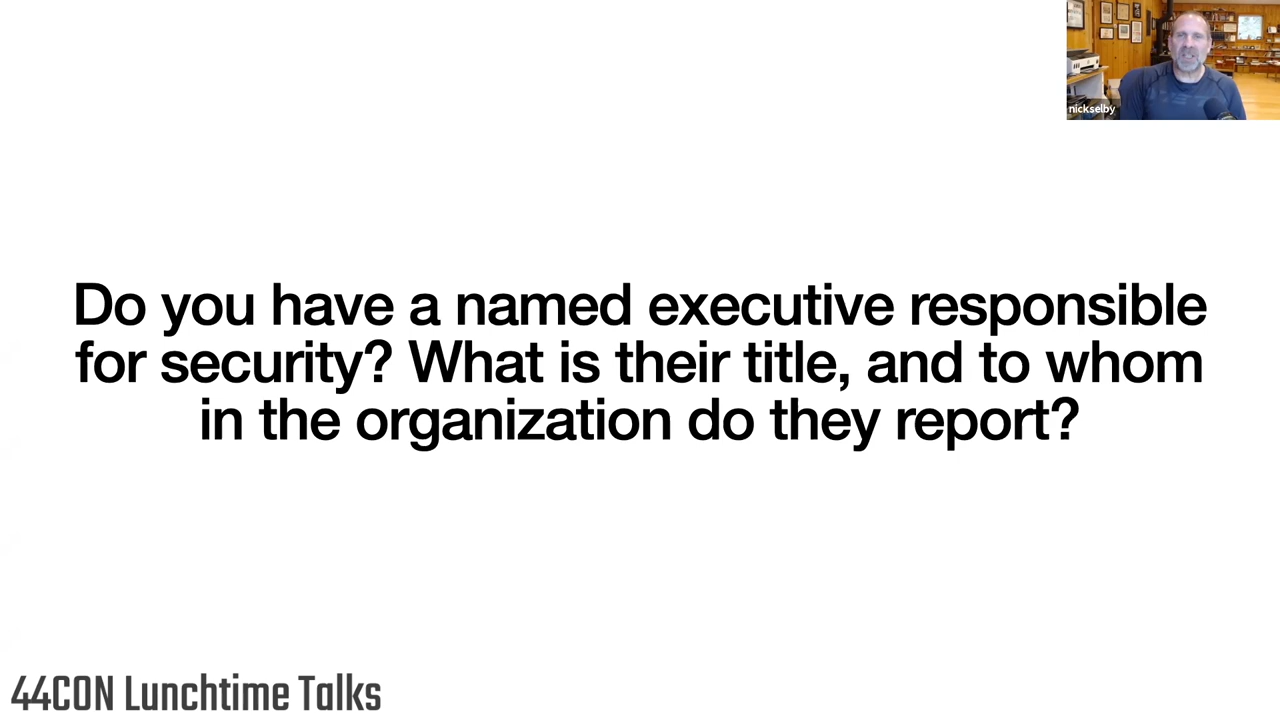 nickselby
Do you have a named executive responsible
for security? What is their title, and to whom
in the organization do they report?
44CON Lunchtime Talks